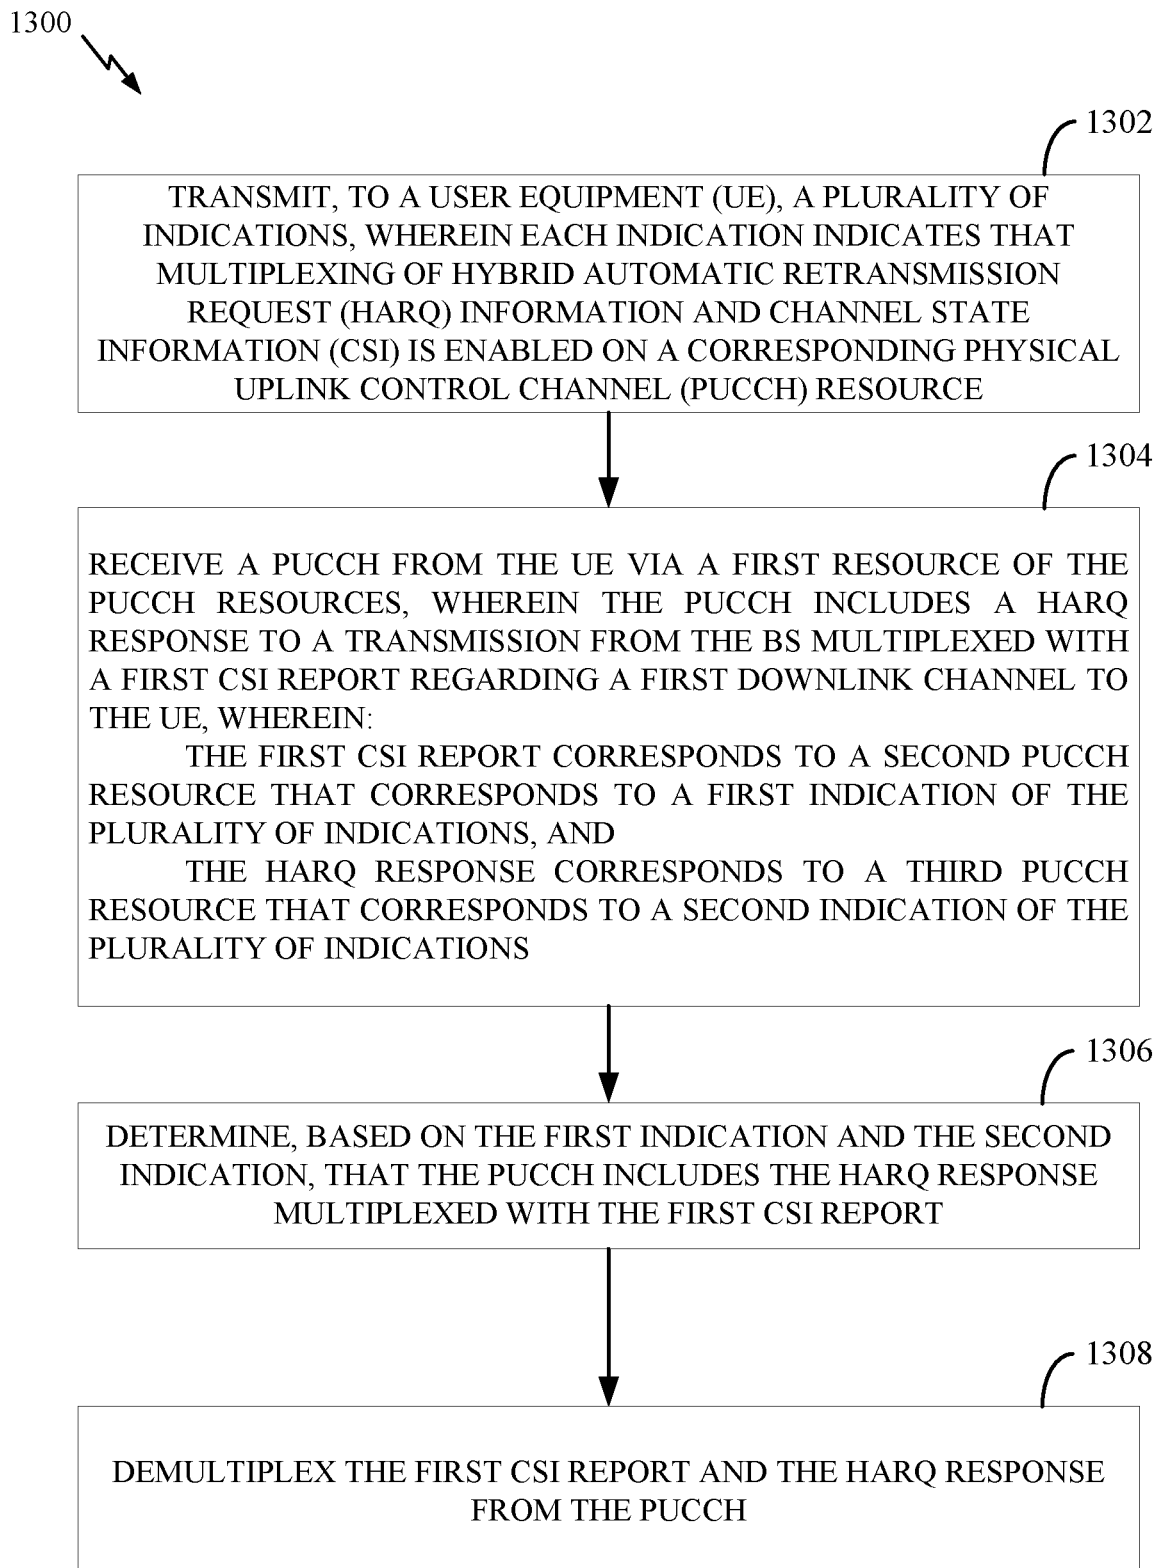 1300
1302
TRANSMIT, TO A USER EQUIPMENT (UE), A PLURALITY OF
INDICATIONS, WHEREIN EACH INDICATION INDICATES THAT
MULTIPLEXING OF HYBRID AUTOMATIC RETRANSMISSION
REQUEST (HARQ) INFORMATION AND CHANNEL STATE
INFORMATION (CSI) IS ENABLED ON A CORRESPONDING PHYSICAL
UPLINK CONTROL CHANNEL (PUCCH) RESOURCE
1304
RECEIVE A PUCCH FROM THE UE VIA A FIRST RESOURCE OF THE
PUCCH RESOURCES, WHEREIN THE PUCCH INCLUDES A HARQ
RESPONSE TO A TRANSMISSION FROM THE BS MULTIPLEXED WITH
A FIRST CSI REPORT REGARDING A FIRST DOWNLINK CHANNEL TO
THE UE, WHEREIN:
THE FIRST CSI REPORT CORRESPONDS TO A SECOND PUCCH
RESOURCE THAT CORRESPONDS TO A FIRST INDICATION OF THE
PLURALITY OF INDICATIONS, AND
THE HARQ RESPONSE CORRESPONDS TO A THIRD PUCCH
RESOURCE THAT CORRESPONDS TO A SECOND INDICATION OF THE
PLURALITY OF INDICATIONS
1306
DETERMINE, BASED ON THE FIRST INDICATION AND THE SECOND
INDICATION, THAT THE PUCCH INCLUDES THE HARQ RESPONSE
MULTIPLEXED WITH THE FIRST CSI REPORT
1308
DEMULTIPLEX THE FIRST CSI REPORT AND THE HARQ RESPONSE
FROM THE PUCCH